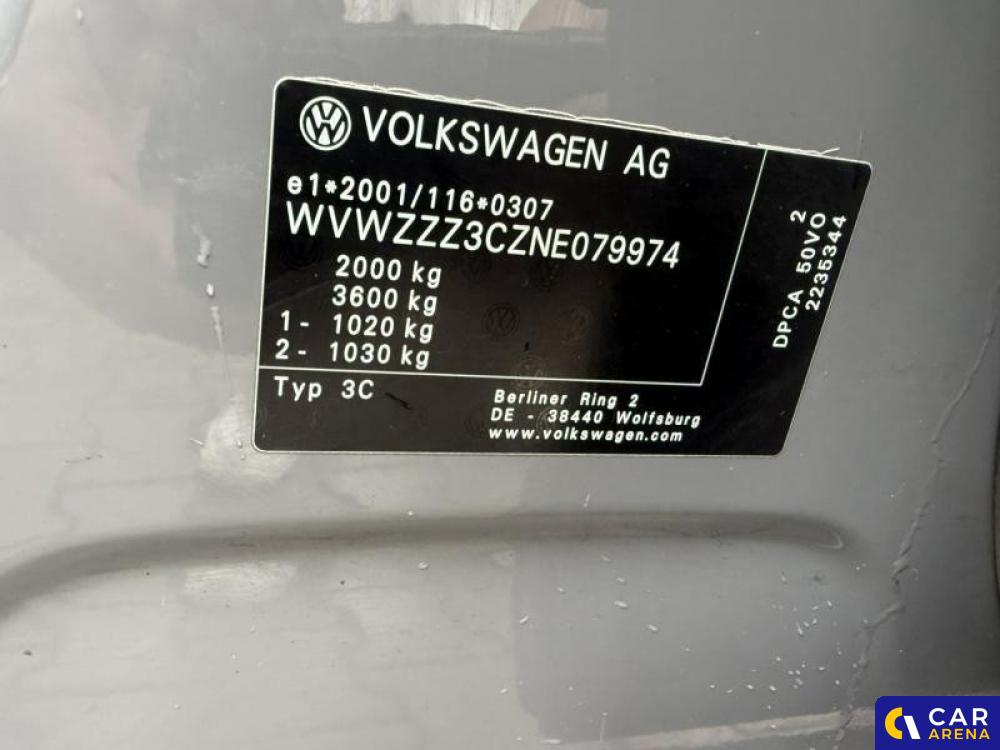 VOLKSWAGEN AG
e1*2001/116*0307
WVWZZZ3CZNE079974
2000 kg
3600 kg
1- 1020 kg
2- 1030 kg
Typ 3C
Berliner Ring 2
DE - 38440 Wolfsburg
www.volkswagen.com
2
DPCA 50VO
2235344
CAR
ARENA